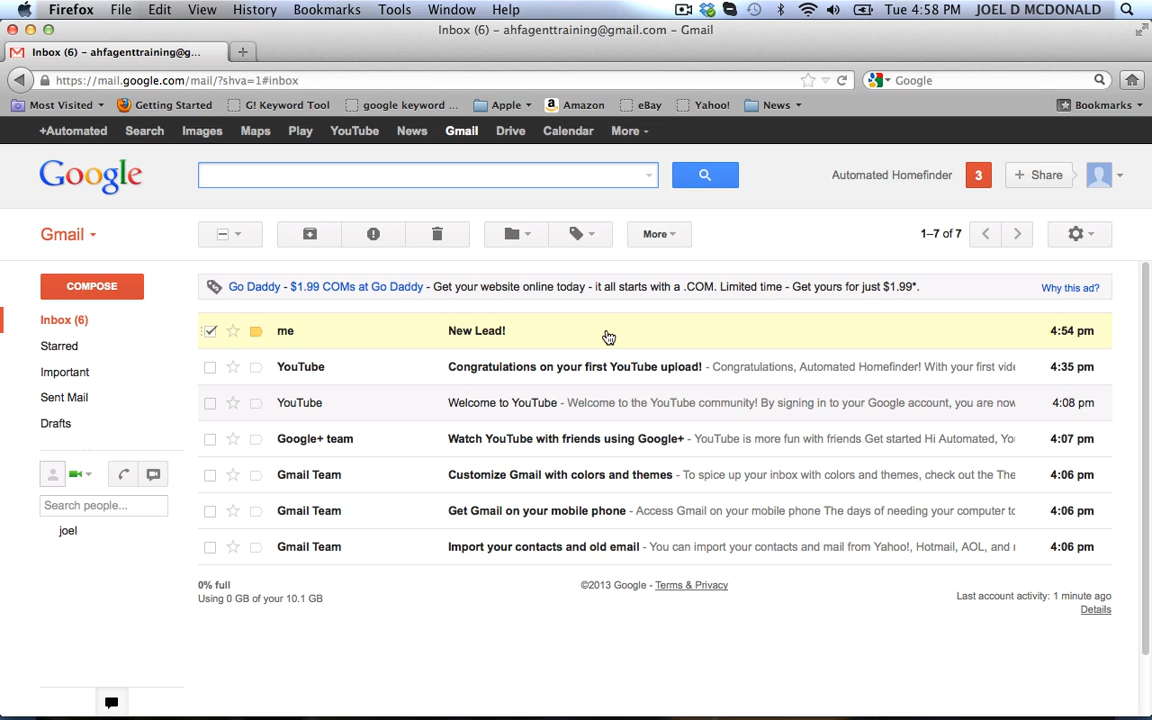 Firefox File Edit View History Bookmarks Tools Window Help Tue 4:58 PM JOEL D MCDONALD
Inbox (6) – ahfagenttraining@gmail.com – Gmail
Inbox (6) – ahfagenttraining@g...
https://mail.google.com/mail/?shva=1#inbox Google
Most Visited Getting Started G! Keyword Tool google keyword ... Apple Amazon eBay Yahoo! News Bookmarks
+Automated Search Images Maps Play YouTube News Gmail Drive Calendar More
Google Automated Homefinder 3 + Share
Gmail More 1–7 of 7
COMPOSE
Go Daddy - $1.99 COMs at Go Daddy - Get your website online today - it all starts with a .COM. Limited time - Get yours for just $1.99*. Why this ad?
Inbox (6)
Starred
Important
Sent Mail
Drafts
Search people...
joel
me New Lead! 4:54 pm
YouTube Congratulations on your first YouTube upload! - Congratulations, Automated Homefinder! With your first vide 4:35 pm
YouTube Welcome to YouTube - Welcome to the YouTube community! By signing in to your Google account, you are now 4:08 pm
Google+ team Watch YouTube with friends using Google+ - YouTube is more fun with friends Get started Hi Automated, Yo 4:07 pm
Gmail Team Customize Gmail with colors and themes - To spice up your inbox with colors and themes, check out the The 4:06 pm
Gmail Team Get Gmail on your mobile phone - Access Gmail on your mobile phone The days of needing your computer to 4:06 pm
Gmail Team Import your contacts and old email - You can import your contacts and mail from Yahoo!, Hotmail, AOL, and 4:06 pm
0% full
Using 0 GB of your 10.1 GB
©2013 Google - Terms & Privacy
Last account activity: 1 minute ago
Details